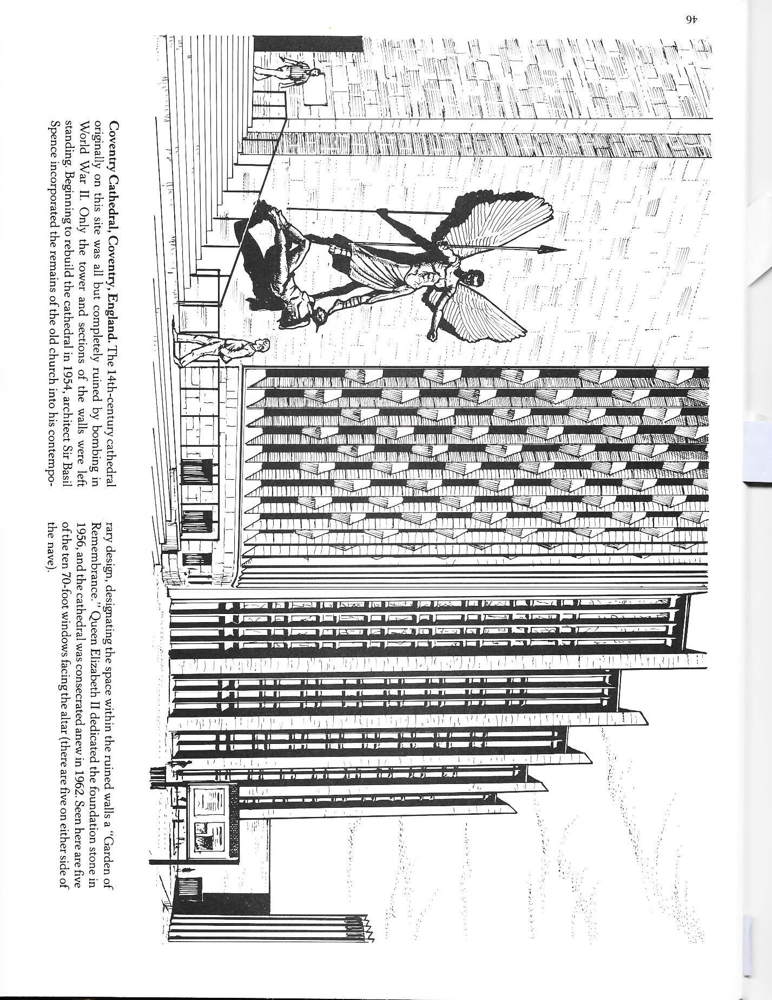 46
Coventry Cathedral, Coventry, England. The 14th-century cathedral
originally on this site was all but completely ruined by bombing in
World War II. Only the tower and sections of the walls were left
standing. Beginning to rebuild the cathedral in 1954, architect Sir Basil
Spence incorporated the remains of the old church into his contempo-
rary design, designating the space within the ruined walls a “Garden of
Remembrance.” Queen Elizabeth II dedicated the foundation stone in
1956, and the cathedral was consecrated anew in 1962. Seen here are five
of the ten 70-foot windows facing the altar (there are five on either side of
the nave).